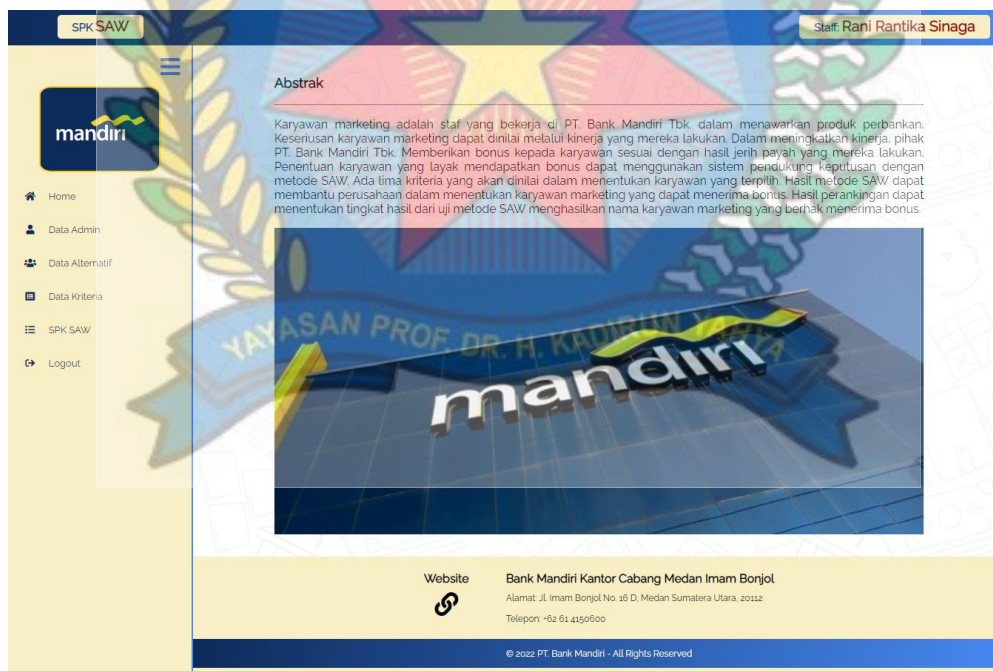 SPK SAW
Staff: Rani Rantika Sinaga
mandiri
Home
Data Admin
Data Alternatif
Data Kriteria
SPK SAW
Logout
Abstrak
Karyawan marketing adalah staf yang bekerja di PT. Bank Mandiri Tbk. dalam menawarkan produk perbankan.
Keseriusan karyawan marketing dapat dinilai melalui kinerja yang mereka lakukan. Dalam meningkatkan kinerja, pihak
PT. Bank Mandiri Tbk. Memberikan bonus kepada karyawan sesuai dengan hasil jerih payah yang mereka lakukan.
Penentuan karyawan yang layak mendapatkan bonus dapat menggunakan sistem pendukung keputusan dengan
metode SAW. Ada lima kriteria yang akan dinilai dalam menentukan karyawan yang terpilih. Hasil metode SAW dapat
membantu perusahaan dalam menentukan karyawan marketing yang dapat menerima bonus. Hasil perankingan dapat
menentukan tingkat hasil dari uji metode SAW menghasilkan nama karyawan marketing yang berhak menerima bonus.
YAYASAN PROF. DR. H. KADIRUN YAHYA
mandiri
Website
Bank Mandiri Kantor Cabang Medan Imam Bonjol
Alamat: Jl. Imam Bonjol No. 16 D, Medan Sumatera Utara, 20112
Telepon: +62 61 4150600
© 2022 PT. Bank Mandiri - All Rights Reserved